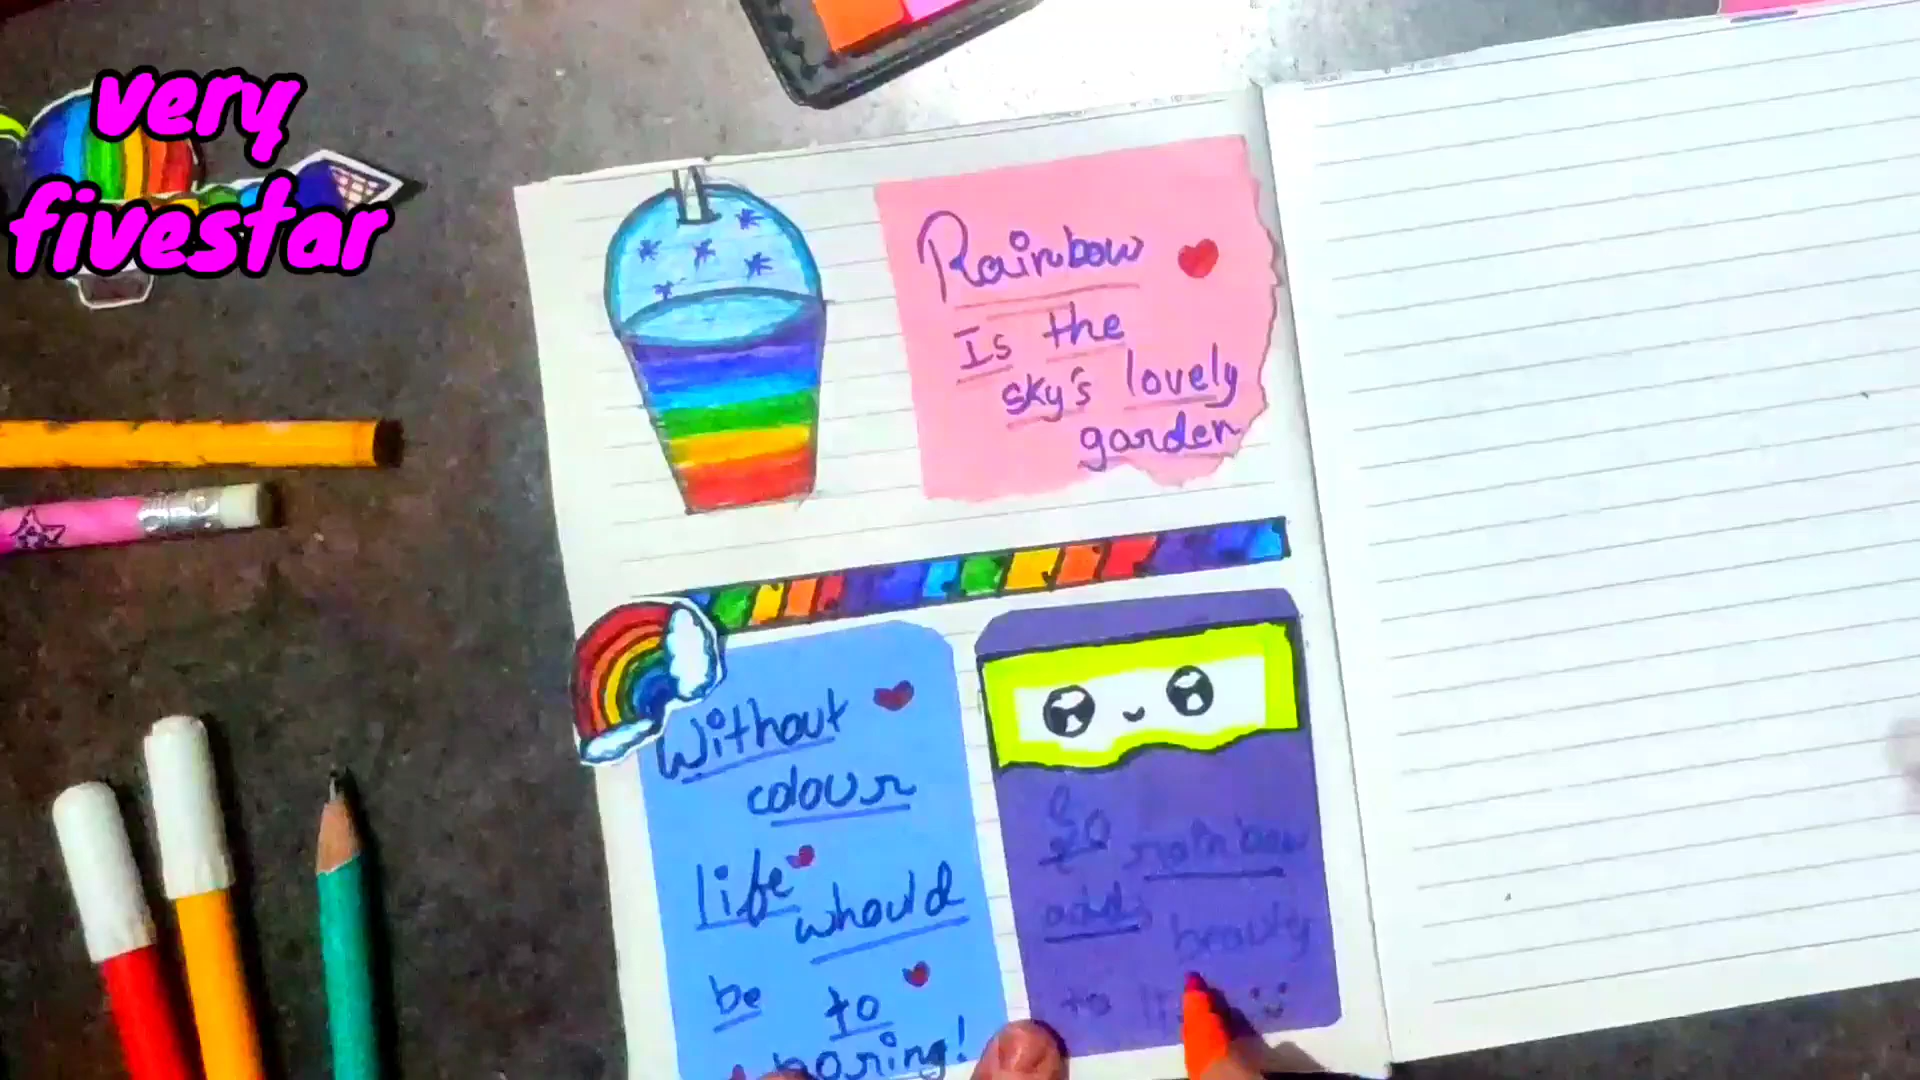 very
fivestar
Rainbow
Is the
sky's lovely
garden
Without
colour
life
whould
be to
boring!
So
rainbow
adds
beauty
to